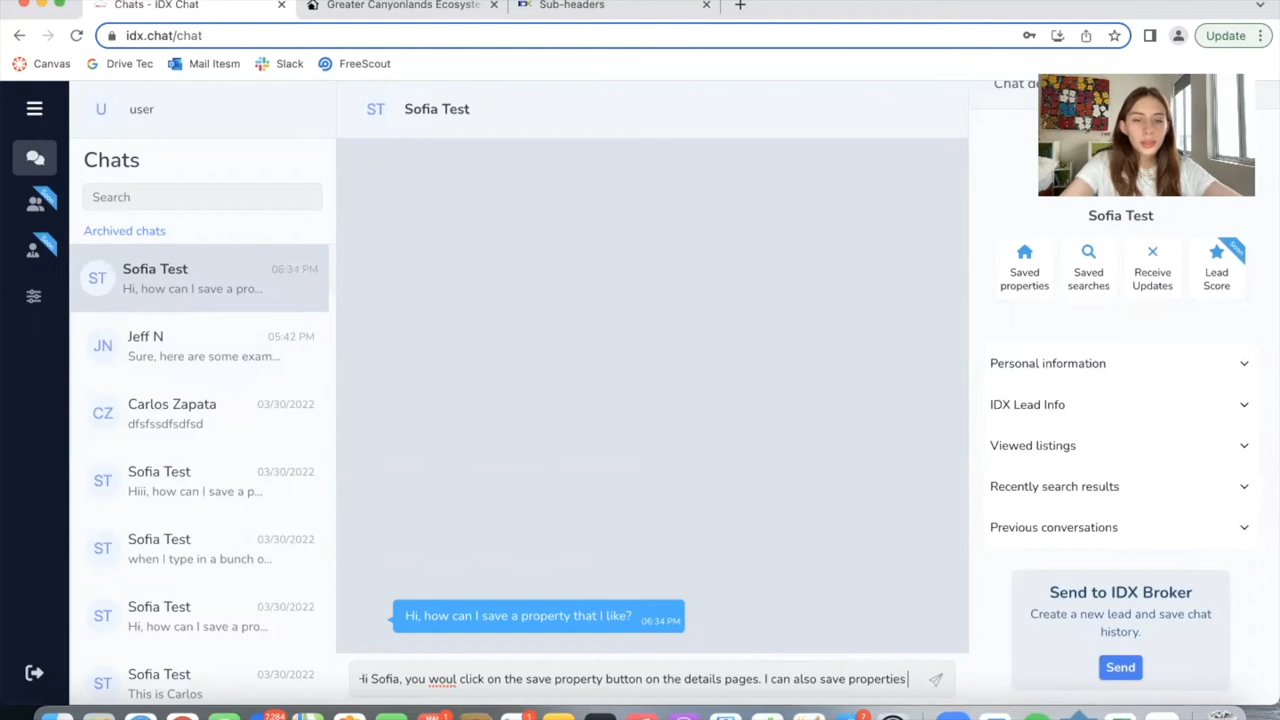 Chats - IDX Chat
Greater Canyonlands Ecosyste
Sub-headers
idx.chat/chat
Update
Canvas
Drive Tec
Mail Itesm
Slack
FreeScout
U
user
ST
Sofia Test
Chat de
Chats
Search
Archived chats
ST
Sofia Test
06:34 PM
Hi, how can I save a pro...
JN
Jeff N
05:42 PM
Sure, here are some exam...
CZ
Carlos Zapata
03/30/2022
dfsfssdfsdfsd
ST
Sofia Test
03/30/2022
Hiii, how can I save a p...
ST
Sofia Test
03/30/2022
when I type in a bunch o...
ST
Sofia Test
03/30/2022
Hi, how can I save a pro...
ST
Sofia Test
03/30/2022
This is Carlos
Soon
Soon
Hi, how can I save a property that I like?
06:34 PM
Hi Sofia, you woul click on the save property button on the details pages. I can also save properties
Sofia Test
Saved
properties
Saved
searches
Receive
Updates
Soon
Lead
Score
Personal information
IDX Lead Info
Viewed listings
Recently search results
Previous conversations
Send to IDX Broker
Create a new lead and save chat
history.
Send
7,284